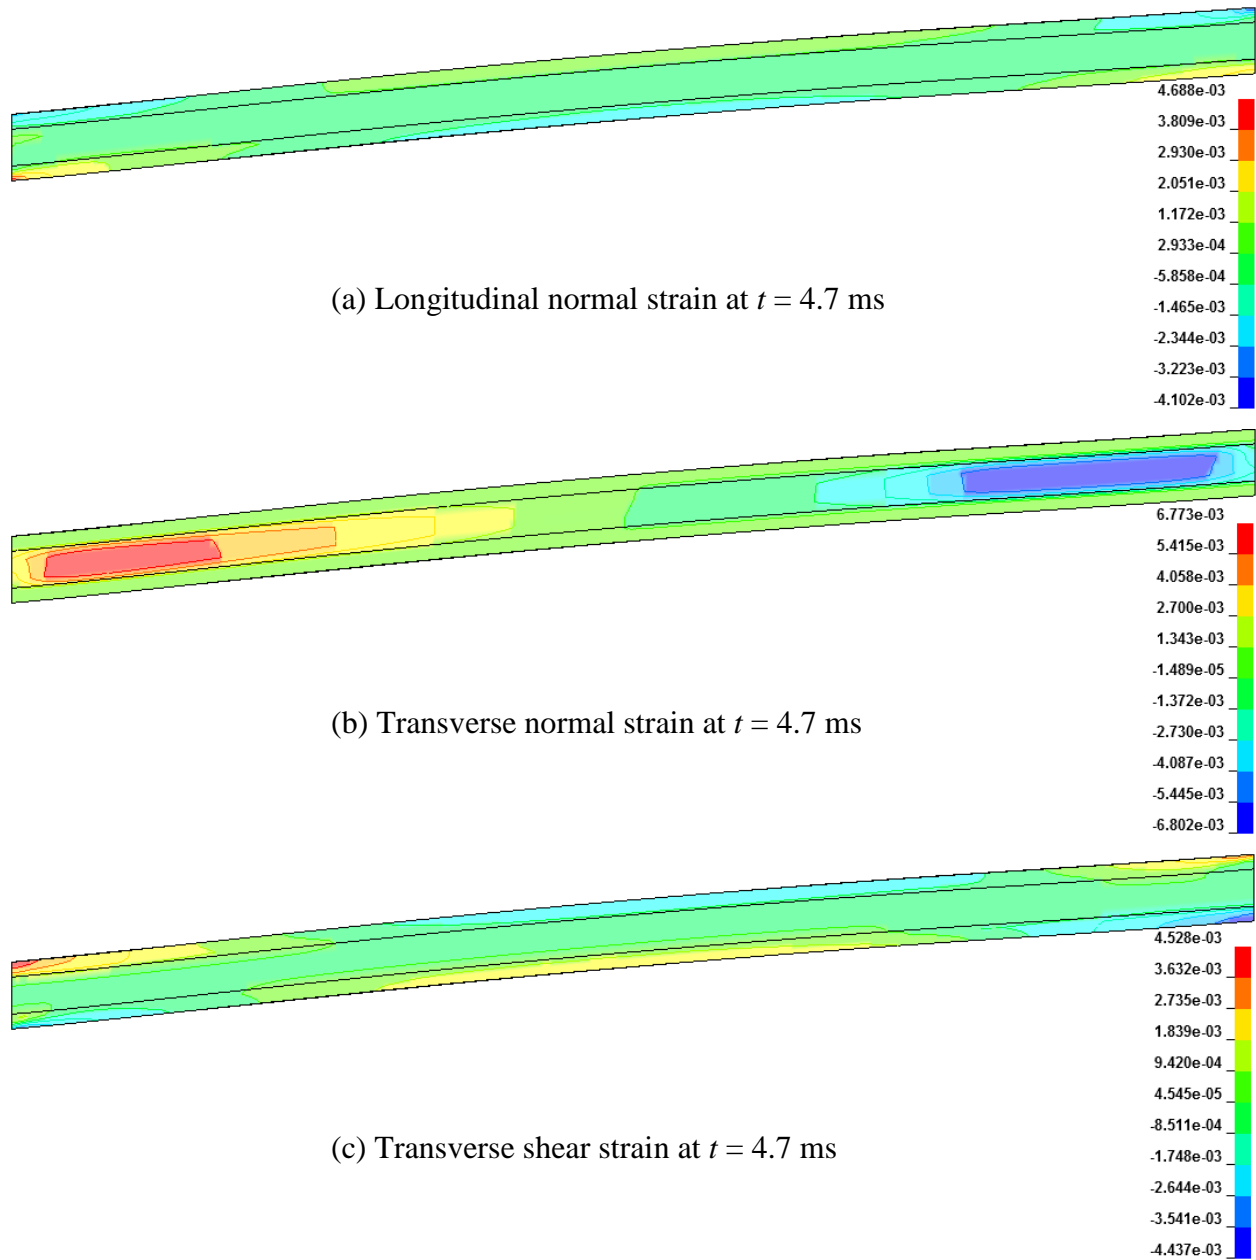 4.688e-03
3.809e-03
2.930e-03
2.051e-03
1.172e-03
2.933e-04
-5.858e-04
-1.465e-03
-2.344e-03
-3.223e-03
-4.102e-03
(a) Longitudinal normal strain at t = 4.7 ms
6.773e-03
5.415e-03
4.058e-03
2.700e-03
1.343e-03
-1.489e-05
-1.372e-03
-2.730e-03
-4.087e-03
-5.445e-03
-6.802e-03
(b) Transverse normal strain at t = 4.7 ms
4.528e-03
3.632e-03
2.735e-03
1.839e-03
9.420e-04
4.545e-05
-8.511e-04
-1.748e-03
-2.644e-03
-3.541e-03
-4.437e-03
(c) Transverse shear strain at t = 4.7 ms